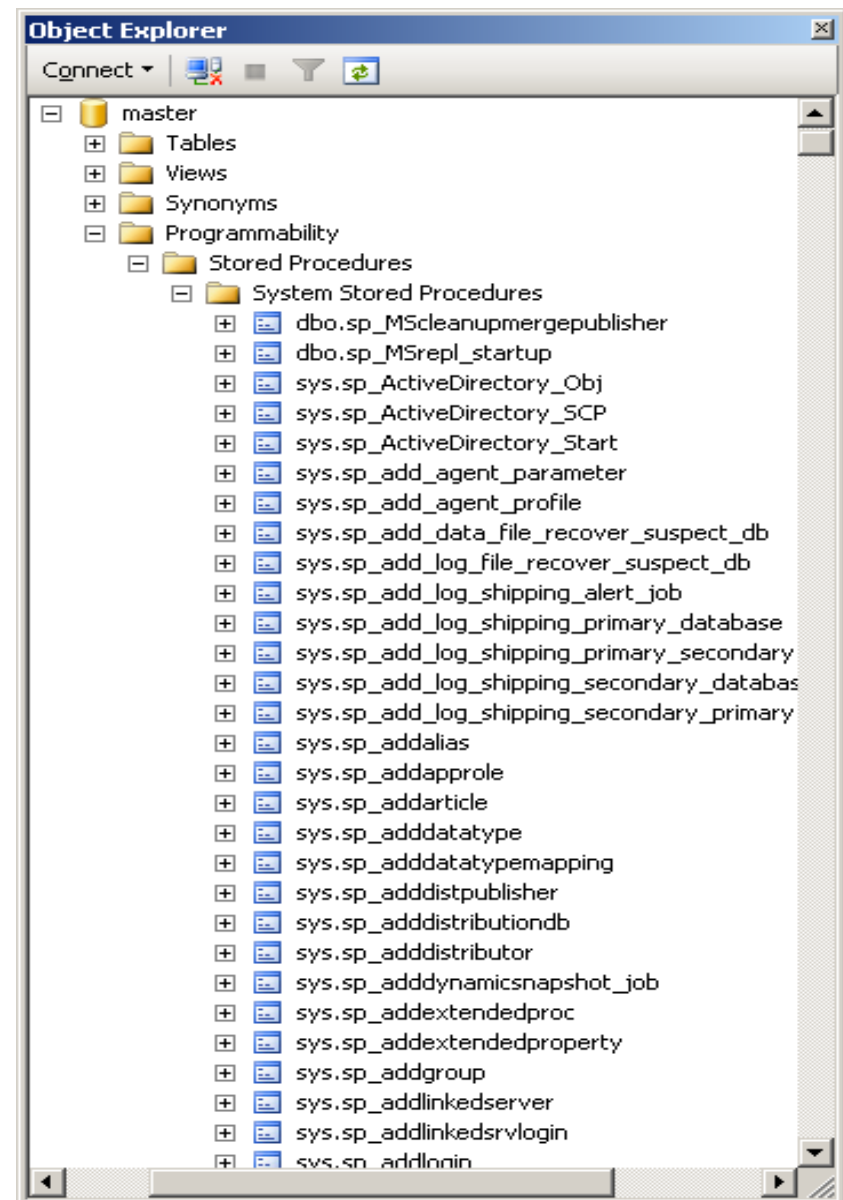 Object Explorer
Connect
master
Tables
Views
Synonyms
Programmability
Stored Procedures
System Stored Procedures
dbo.sp_MScleanupmergepublisher
dbo.sp_MSrepl_startup
sys.sp_ActiveDirectory_Obj
sys.sp_ActiveDirectory_SCP
sys.sp_ActiveDirectory_Start
sys.sp_add_agent_parameter
sys.sp_add_agent_profile
sys.sp_add_data_file_recover_suspect_db
sys.sp_add_log_file_recover_suspect_db
sys.sp_add_log_shipping_alert_job
sys.sp_add_log_shipping_primary_database
sys.sp_add_log_shipping_primary_secondary
sys.sp_add_log_shipping_secondary_databas
sys.sp_add_log_shipping_secondary_primary
sys.sp_addalias
sys.sp_addapprole
sys.sp_addarticle
sys.sp_adddatatype
sys.sp_adddatatypemapping
sys.sp_adddistpublisher
sys.sp_adddistributiondb
sys.sp_adddistributor
sys.sp_adddynamicsnapshot_job
sys.sp_addextendedproc
sys.sp_addextendedproperty
sys.sp_addgroup
sys.sp_addlinkedserver
sys.sp_addlinkedsrvlogin
sys.sp_addlogin